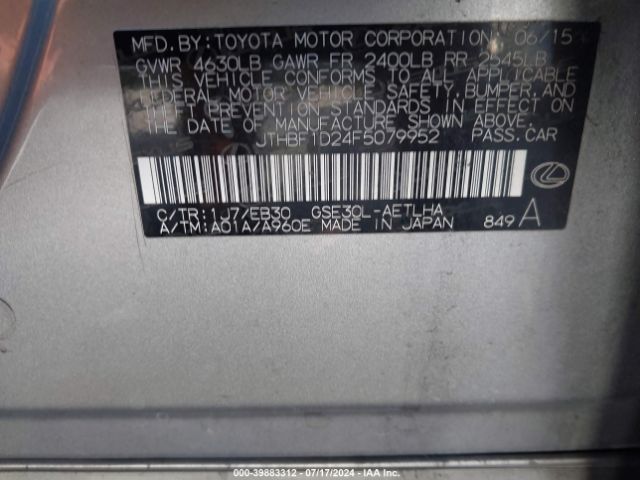 MFD.BY:TOYOTA MOTOR CORPORATION 06/15
GVWR 4630LB GAWR FR 2400LB RR 2545LB
THIS VEHICLE CONFORMS TO ALL APPLICABLE
FEDERAL MOTOR VEHICLE SAFETY, BUMPER, AND
THEFT PREVENTION STANDARDS IN EFFECT ON
THE DATE OF MANUFACTURE SHOWN ABOVE.
JTHBF1D24F5079952 PASS.CAR
C/TR:1J7/EB30 GSE30L-AETLHA
A/TM:A01A/A960E MADE IN JAPAN 849 A
000-39883312 - 07/17/2024 - IAA Inc.